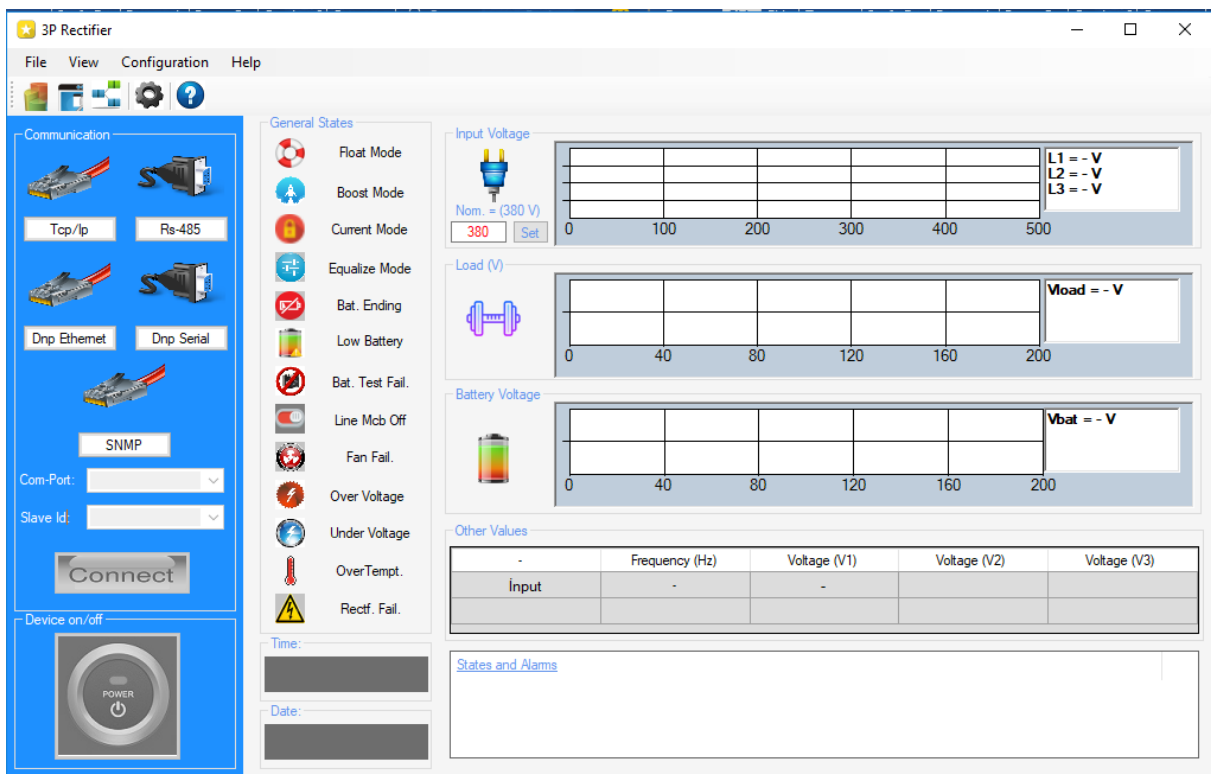 3P Rectifier
File View Configuration Help
Communication
Tcp/Ip Rs-485
Dnp Ethernet Dnp Serial
SNMP
Com-Port:
Slave Id:
Connect
Device on/off
POWER
General States
Float Mode
Boost Mode
Current Mode
Equalize Mode
Bat. Ending
Low Battery
Bat. Test Fail.
Line Mcb Off
Fan Fail.
Over Voltage
Under Voltage
OverTempt.
Rectf. Fail.
Time:
Date:
Input Voltage
Nom. = (380 V)
380 Set
0 100 200 300 400 500
L1 = - V
L2 = - V
L3 = - V
Load (V)
0 40 80 120 160 200
Vload = - V
Battery Voltage
0 40 80 120 160 200
Vbat = - V
Other Values
- Frequency (Hz) Voltage (V1) Voltage (V2) Voltage (V3)
İnput - -
States and Alarms